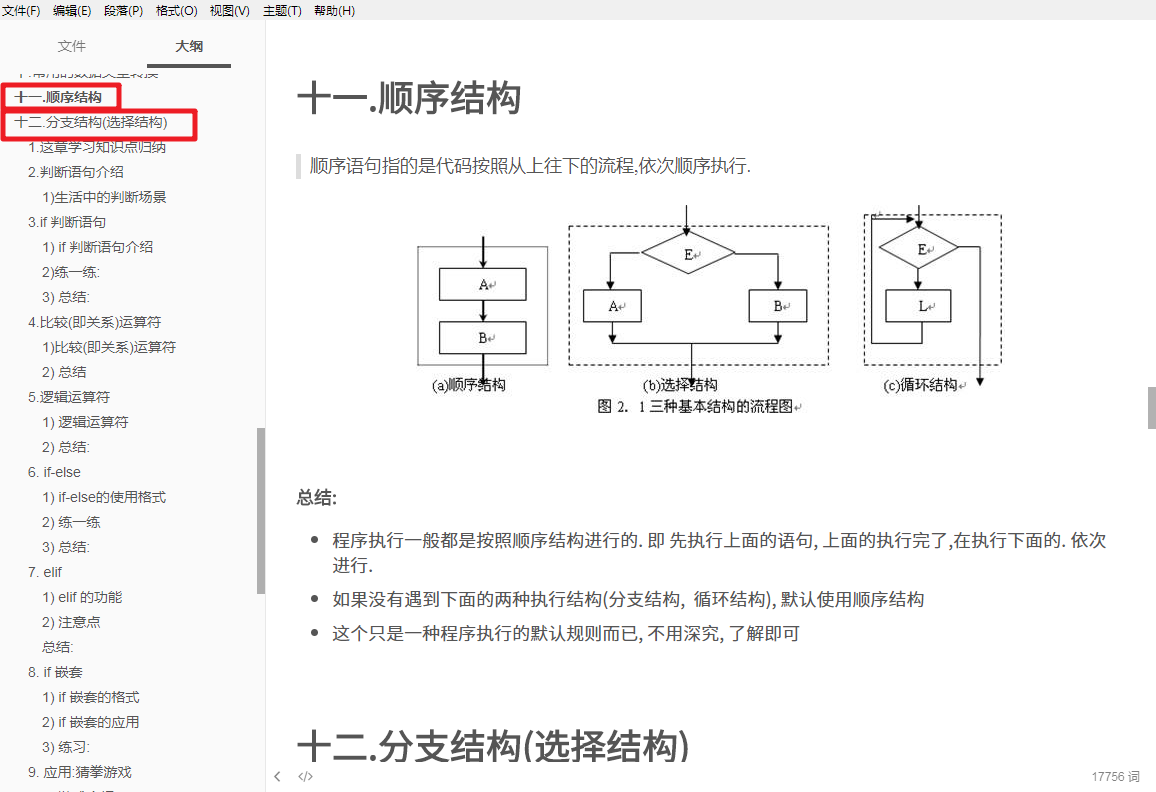 文件(F) 编辑(E) 段落(P) 格式(O) 视图(V) 主题(T) 帮助(H)
文件 大纲
十一.顺序结构
十二.分支结构(选择结构)
1.这章学习知识点归纳
2.判断语句介绍
1)生活中的判断场景
3.if 判断语句
1) if 判断语句介绍
2)练一练:
3) 总结:
4.比较(即关系)运算符
1)比较(即关系)运算符
2) 总结
5.逻辑运算符
1) 逻辑运算符
2) 总结:
6. if-else
1) if-else的使用格式
2) 练一练
3) 总结:
7. elif
1) elif 的功能
2) 注意点
总结:
8. if 嵌套
1) if 嵌套的格式
2) if 嵌套的应用
3) 练习:
9. 应用:猜拳游戏
十一.顺序结构
顺序语句指的是代码按照从上往下的流程,依次顺序执行.
A
B
(a)顺序结构
E
A B
(b)选择结构
E
L
(c)循环结构
图 2. 1 三种基本结构的流程图
总结:
• 程序执行一般都是按照顺序结构进行的. 即 先执行上面的语句, 上面的执行完了,在执行下面的. 依次
进行.
• 如果没有遇到下面的两种执行结构(分支结构, 循环结构), 默认使用顺序结构
• 这个只是一种程序执行的默认规则而已, 不用深究, 了解即可
十二.分支结构(选择结构)
</> 17756 词